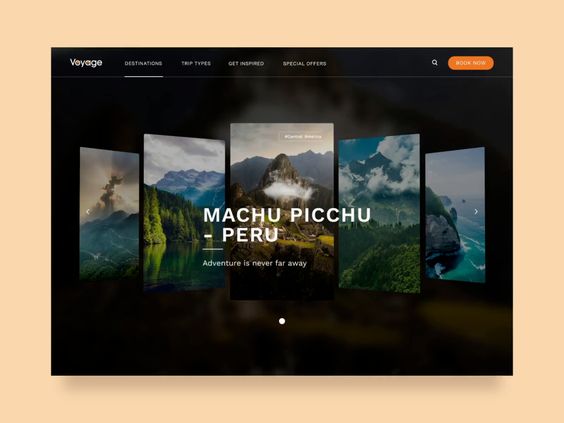 Voyage
DESTINATIONS
TRIP TYPES
GET INSPIRED
SPECIAL OFFERS
BOOK NOW
#Central America
MACHU PICCHU
- PERU
Adventure is never far away